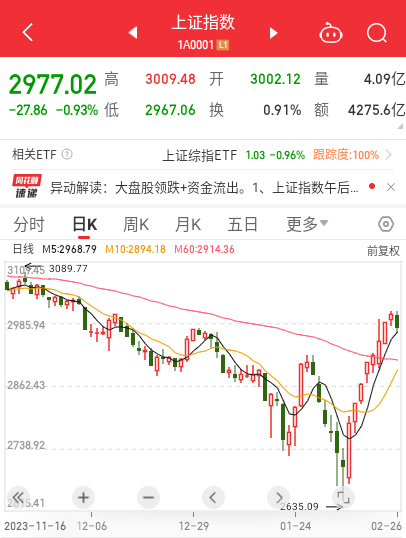 上证指数
1A0001 L1
2977.02 高 3009.48 开 3002.12 量 4.09亿
-27.86 -0.93% 低 2967.06 换 0.91% 额 4275.6亿
相关ETF ? 上证综指ETF 1.03 -0.96% 跟踪度:100%
同花顺
速递
异动解读：大盘股领跌+资金流出。1、上证指数午后...
分时 日K 周K 月K 五日 更多
日线 M5:2968.79 M10:2894.18 M60:2914.36 前复权
3109.45
3089.77
2985.94
2862.43
2738.92
2615.41
2635.09
2023-11-16 12-06 12-29 01-24 02-26